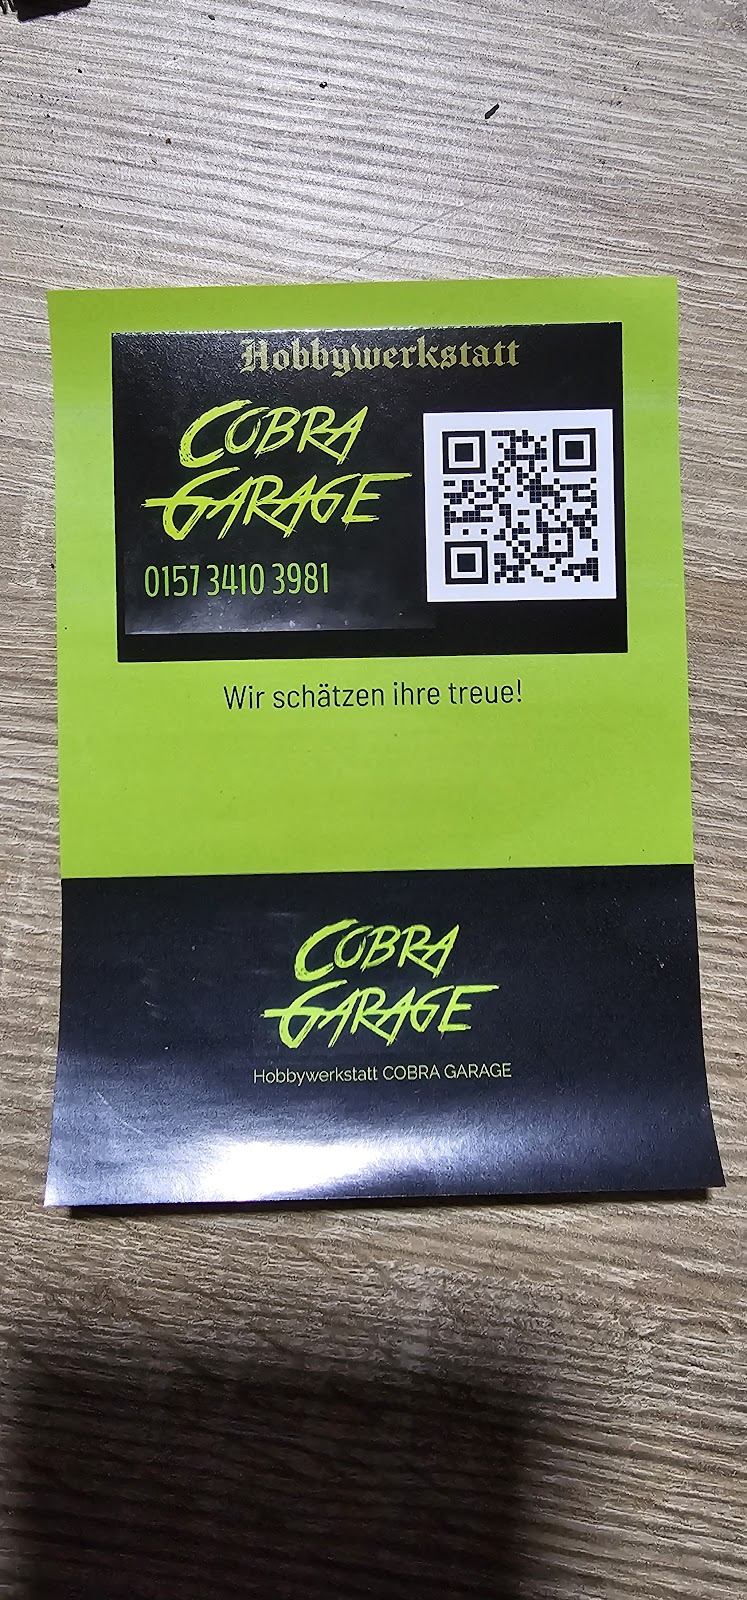 Hobbywerkstatt
COBRA
GARAGE
0157 3410 3981
Wir schätzen ihre treue!
COBRA
GARAGE
Hobbywerkstatt COBRA GARAGE